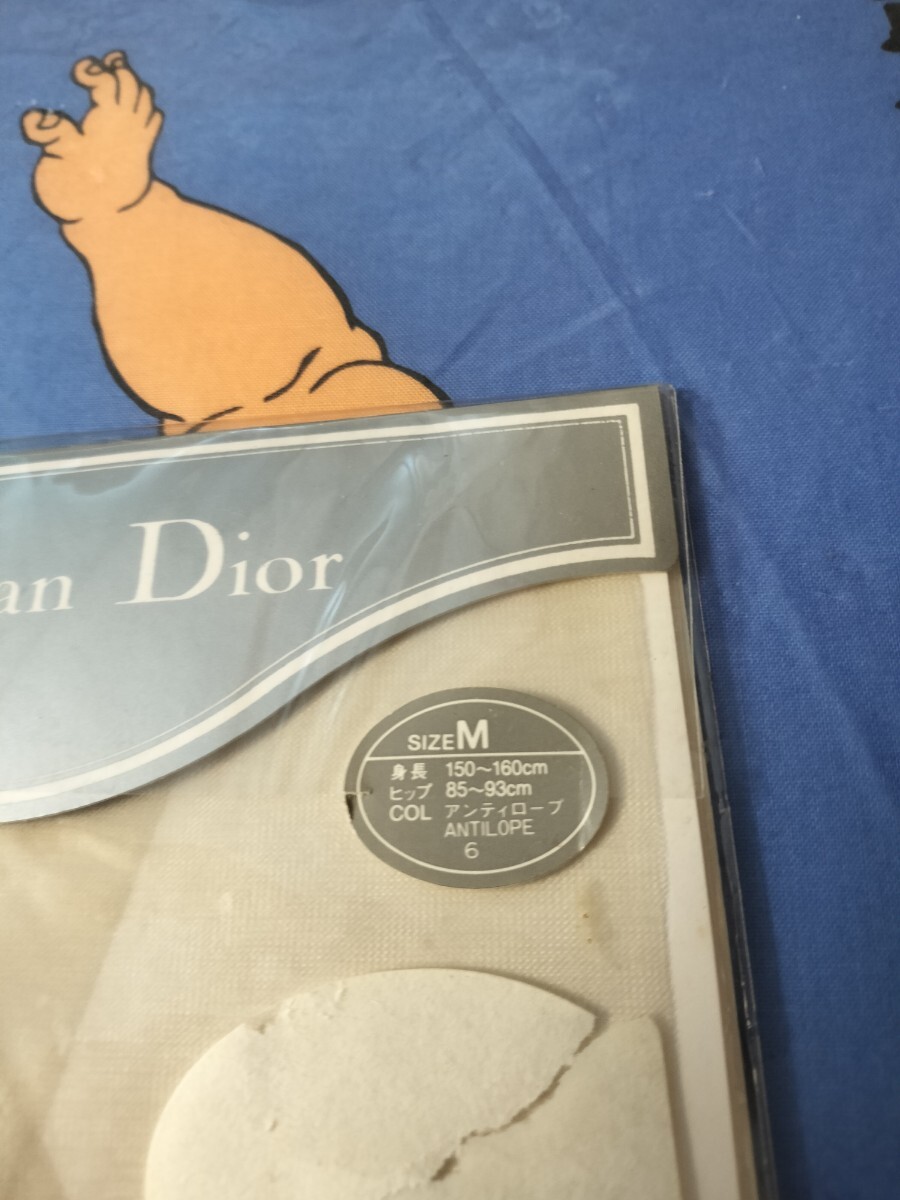 an Dior
SIZE M
身長 150〜160cm
ヒップ 85〜93cm
COL アンティロープ
ANTILOPE
6